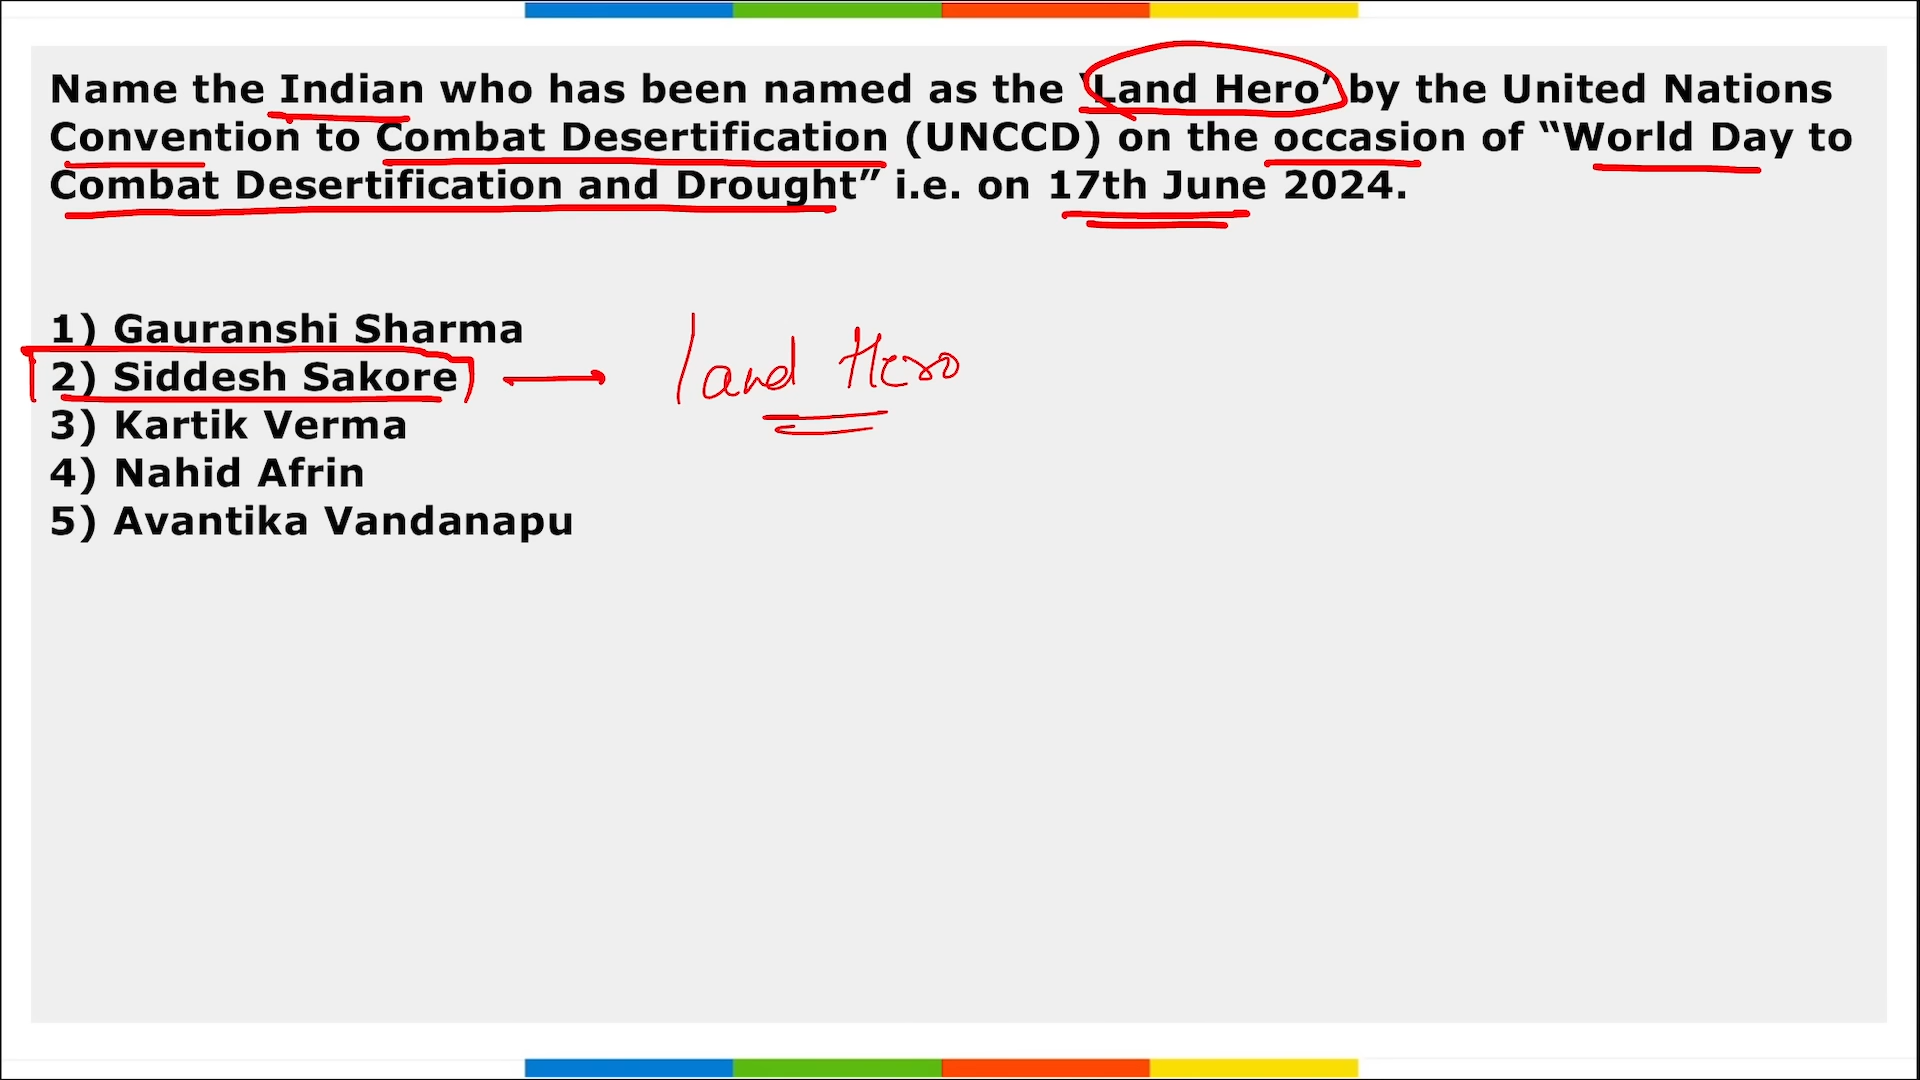 Name the Indian who has been named as the ‘Land Hero’ by the United Nations
Convention to Combat Desertification (UNCCD) on the occasion of “World Day to
Combat Desertification and Drought” i.e. on 17th June 2024.
1) Gauranshi Sharma
2) Siddesh Sakore
land Hero
3) Kartik Verma
4) Nahid Afrin
5) Avantika Vandanapu